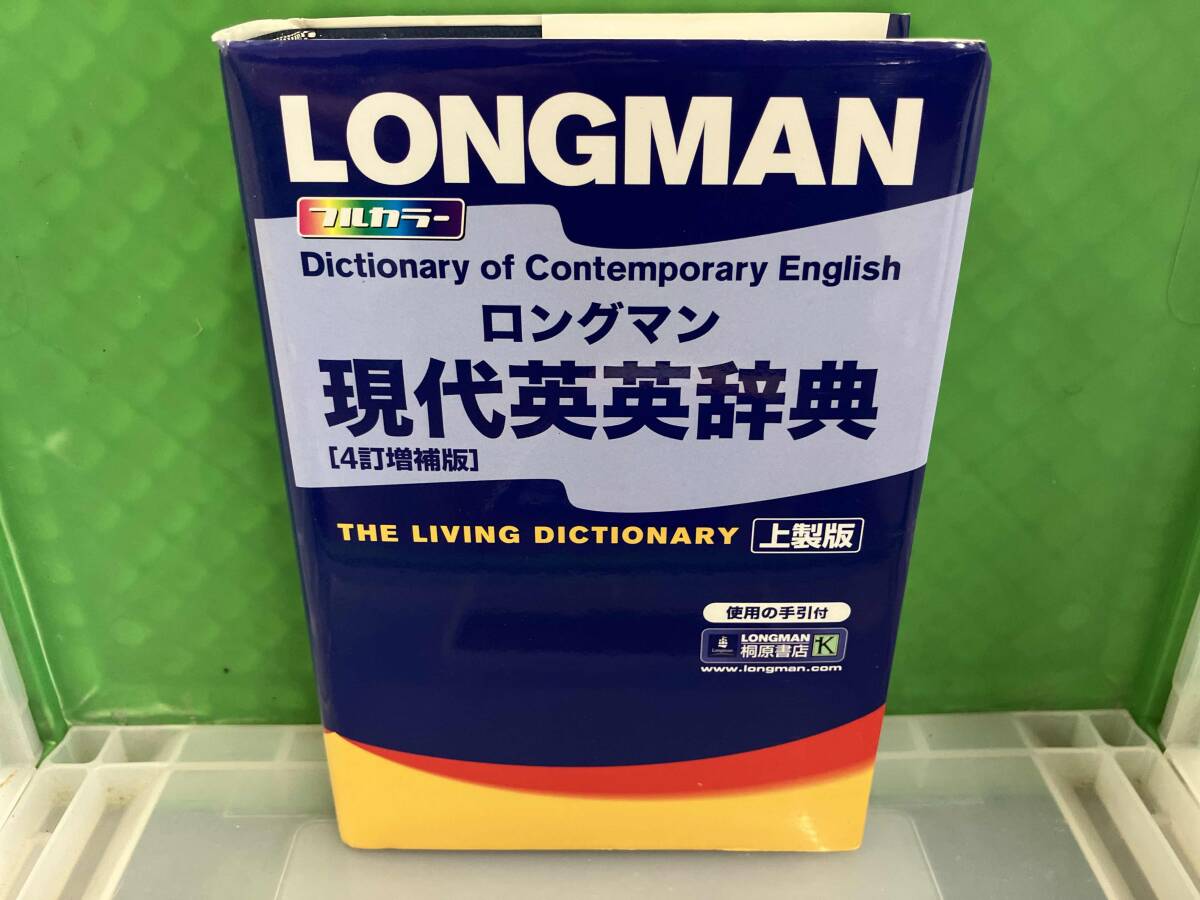 LONGMAN
フルカラー
Dictionary of Contemporary English
ロングマン
現代英英辞典
[4訂増補版]
THE LIVING DICTIONARY 上製版
使用の手引付
Longman
LONGMAN
桐原書店
K
www.longman.com